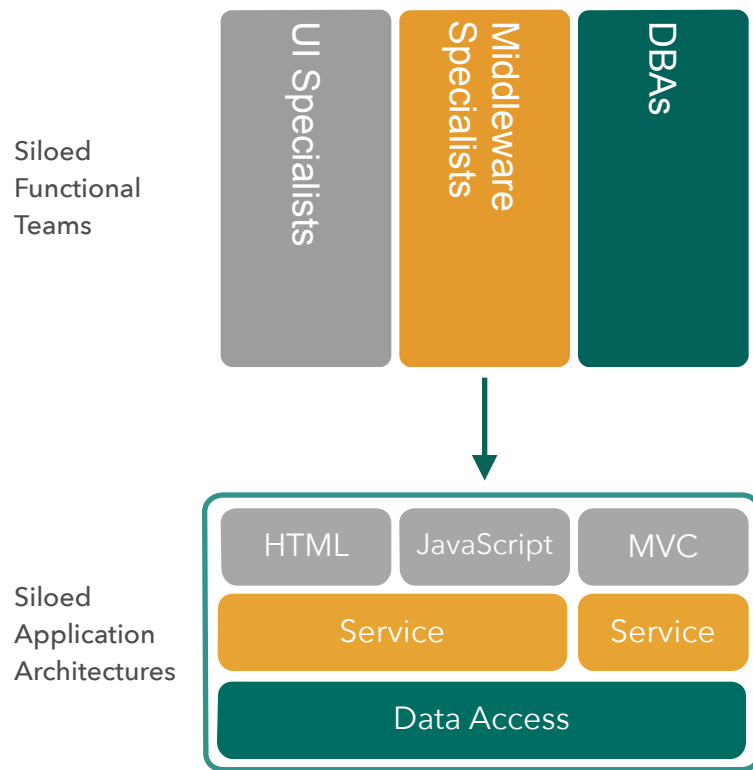 Siloed
Functional
Teams
UI Specialists
Middleware
Specialists
DBAs
Siloed
Application
Architectures
HTML
JavaScript
MVC
Service
Service
Data Access